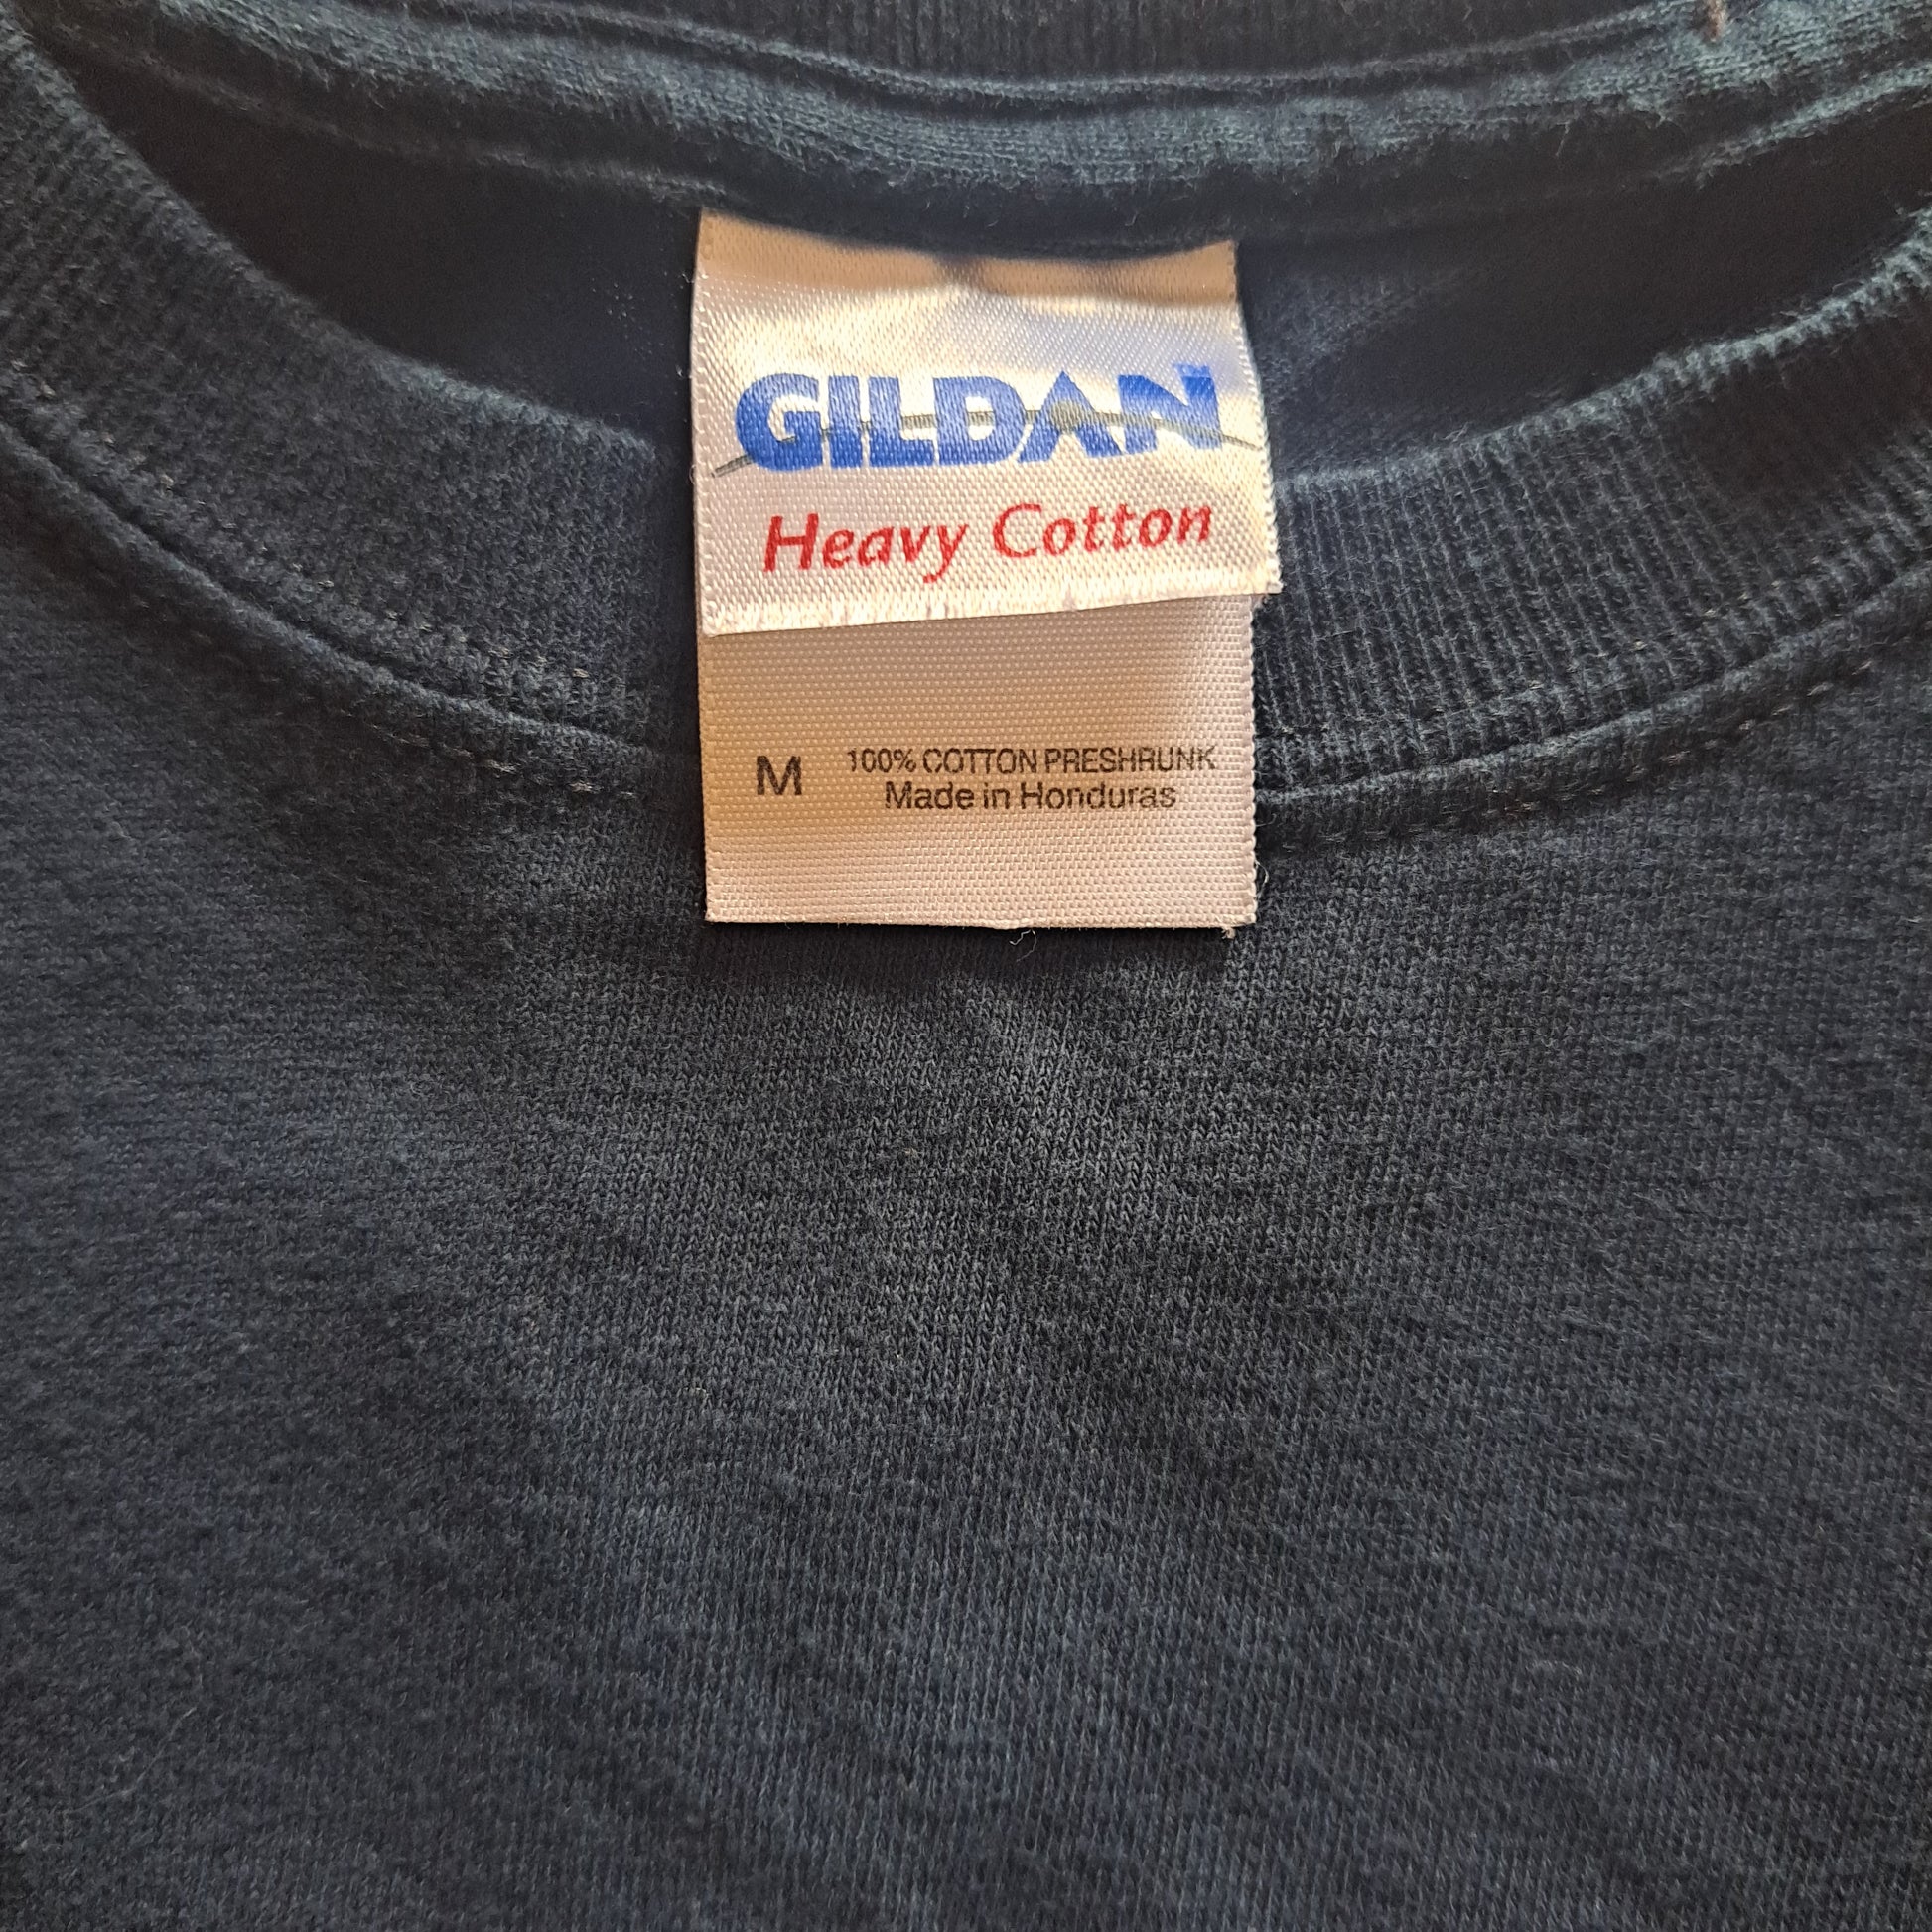 GILDAN
Heavy Cotton
M 100% COTTON PRESHRUNK
Made in Honduras